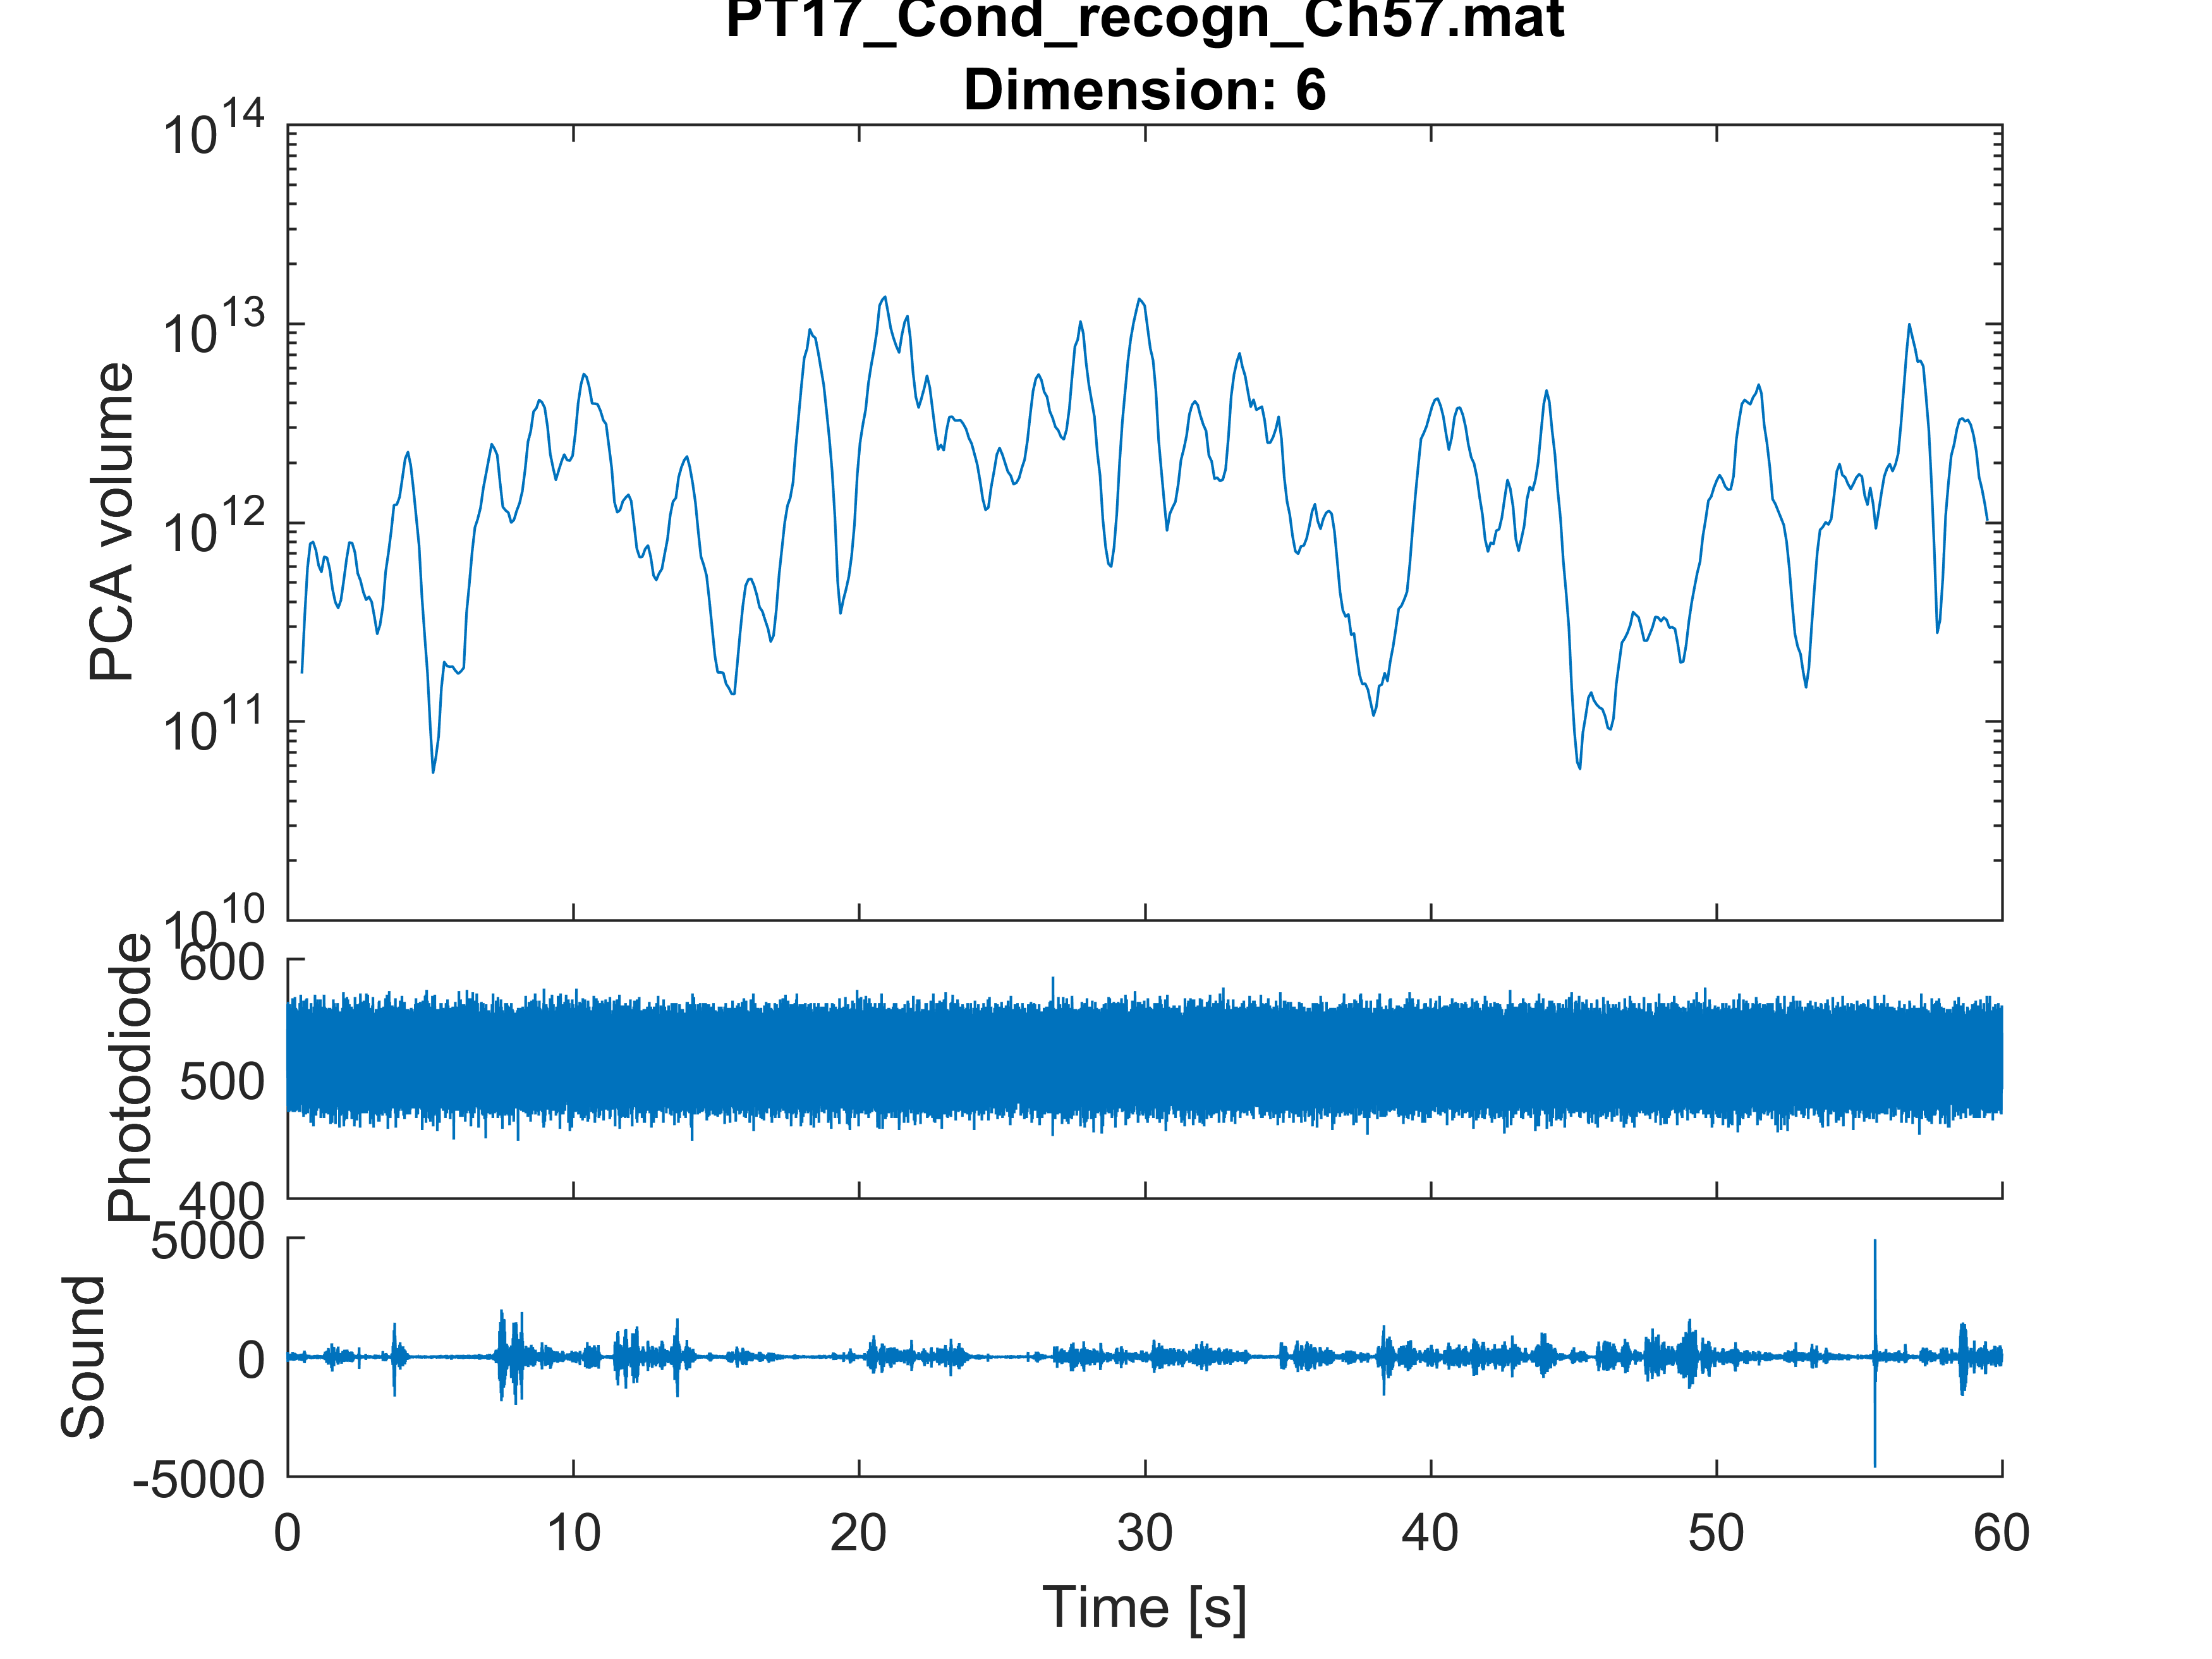 PT17_Cond_recogn_Ch57.mat
Dimension: 6
PCA volume
10^14
10^13
10^12
10^11
10^10
Photodiode
600
500
400
Sound
5000
0
-5000
0 10 20 30 40 50 60
Time [s]